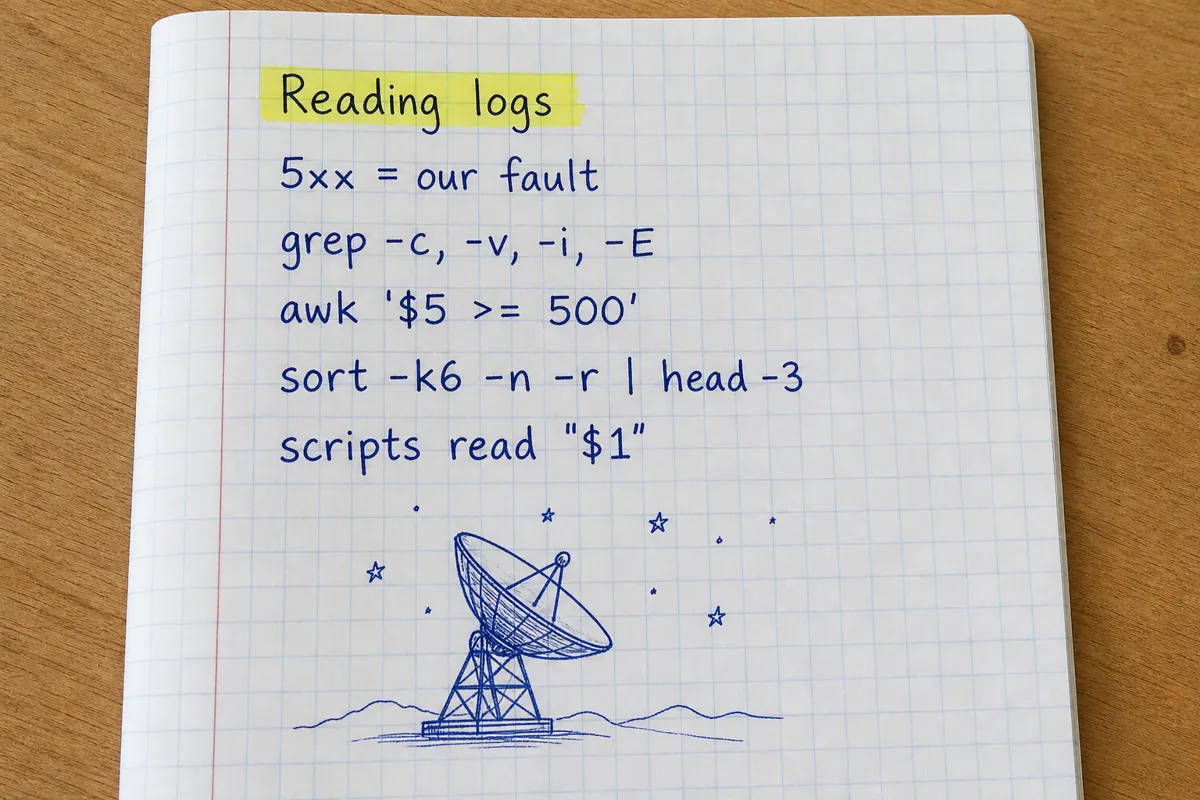 Reading logs
5xx = our fault
grep -c, -v, -i, -E
awk '$5 >= 500'
sort -k6 -n -r | head -3
scripts read "$1"